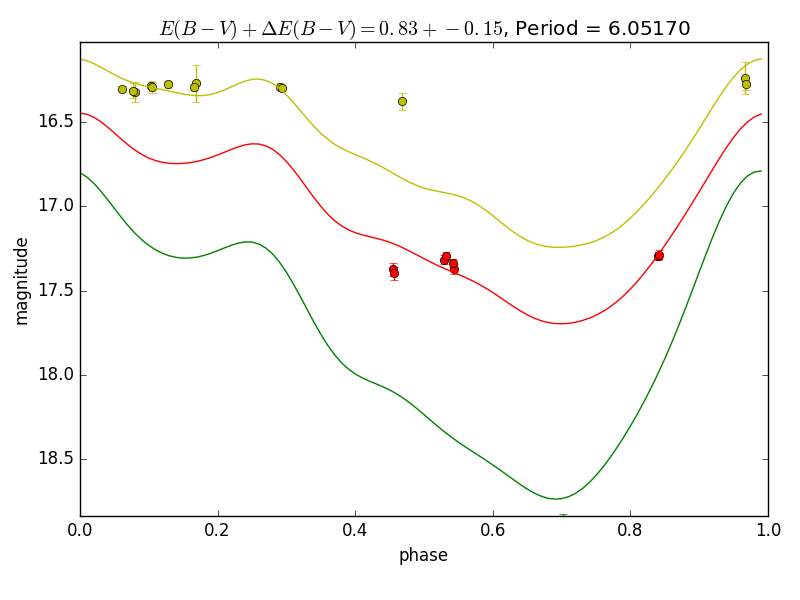 E(B − V) + ΔE(B − V) = 0.83 + −0.15, Period = 6.05170
16.5
17.0
17.5
18.0
18.5
magnitude
0.0 0.2 0.4 0.6 0.8 1.0
phase